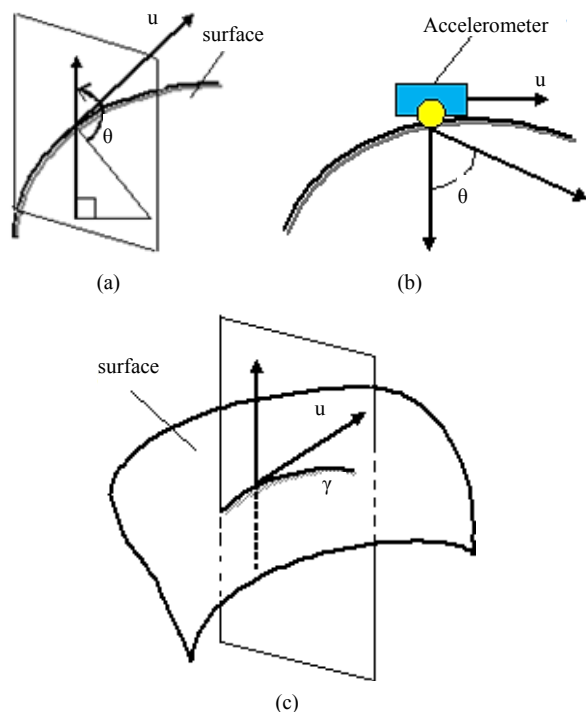 u
surface
θ
(a)
Accelerometer
u
θ
(b)
surface
u
γ
(c)